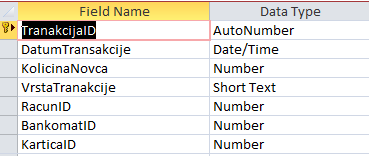 Field Name Data Type
TranakcijaID AutoNumber
DatumTransakcije Date/Time
KolicinaNovca Number
VrstaTranakcije Short Text
RacunID Number
BankomatID Number
KarticaID Number